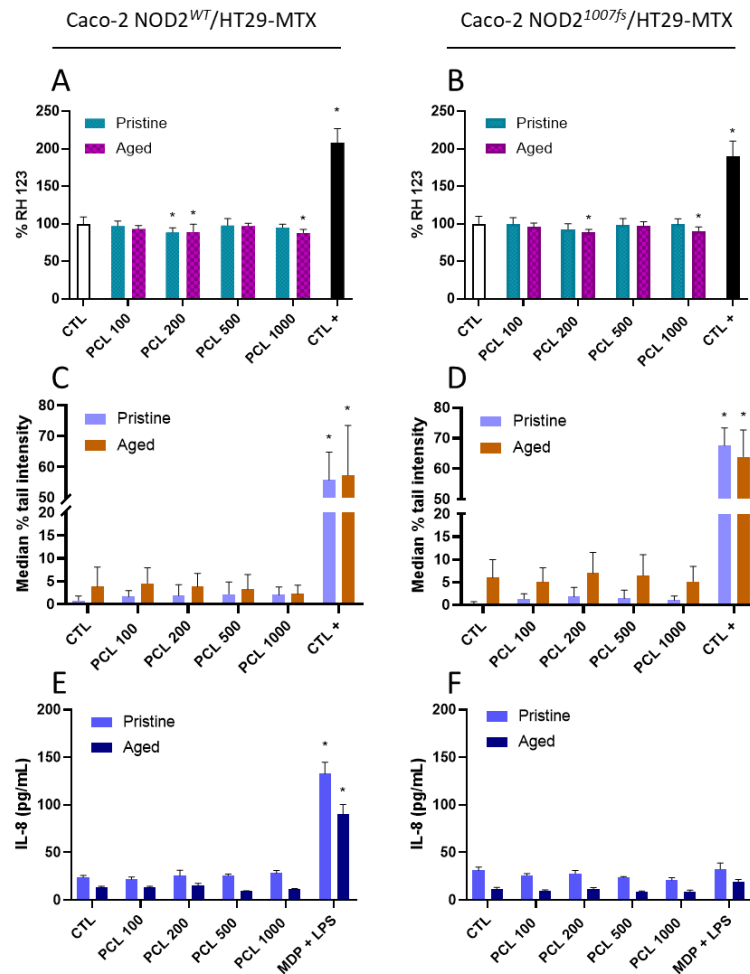 Caco-2 NOD2WT/HT29-MTX
Caco-2 NOD21007fs/HT29-MTX
A
% RH 123
250
200
150
100
50
0
Pristine
Aged
*
* *
*
CTL
PCL 100
PCL 200
PCL 500
PCL 1000
CTL +
B
% RH 123
250
200
150
100
50
0
Pristine
Aged
*
*
*
CTL
PCL 100
PCL 200
PCL 500
PCL 1000
CTL +
C
Median % tail intensity
80
70
60
50
20
15
10
5
0
Pristine
Aged
* *
CTL
PCL 100
PCL 200
PCL 500
PCL 1000
CTL +
D
Median % tail intensity
80
70
60
50
20
15
10
5
0
Pristine
Aged
* *
CTL
PCL 100
PCL 200
PCL 500
PCL 1000
CTL +
E
IL-8 (pg/mL)
200
150
100
50
0
Pristine
Aged
*
*
CTL
PCL 100
PCL 200
PCL 500
PCL 1000
MDP + LPS
F
IL-8 (pg/mL)
200
150
100
50
0
Pristine
Aged
CTL
PCL 100
PCL 200
PCL 500
PCL 1000
MDP + LPS